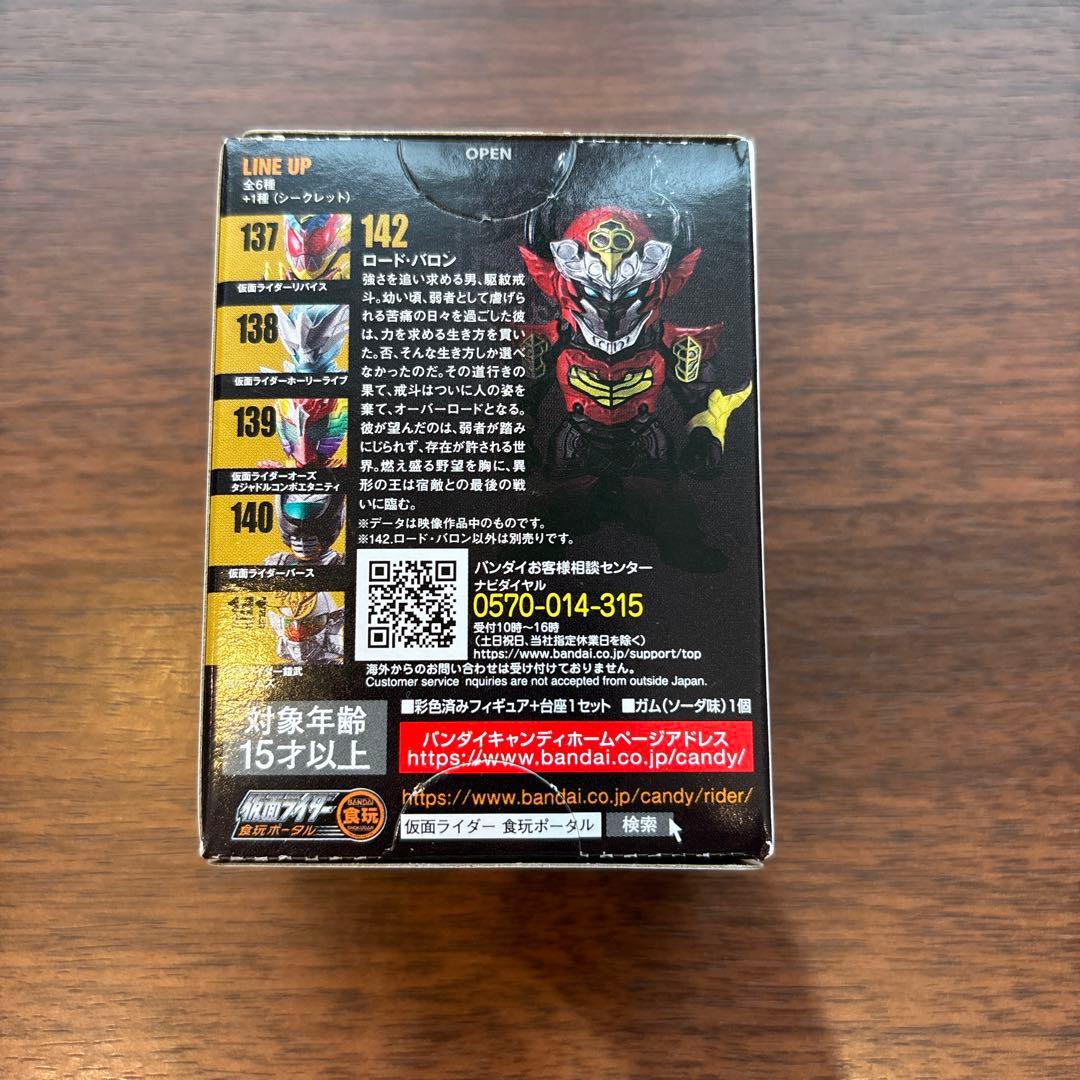 OPEN
LINE UP
全6種
+1種(シークレット)
137
仮面ライダーリバイス
138
仮面ライダーホーリーライブ
139
仮面ライダーオーズ
タジャドルコンボエタニティ
140
仮面ライダーバース
イダー鎧武
ムズ
142
ロード・バロン
強さを追い求める男、駆紋戒
斗。幼い頃、弱者として虐げら
れる苦痛の日々を過ごした彼
は、力を求める生き方を貫い
た。否、そんな生き方しか選べ
なかったのだ。その道行きの
果て、戒斗はついに人の姿を
棄て、オーバーロードとなる。
彼が望んだのは、弱者が踏み
にじられず、存在が許される世
界。燃え盛る野望を胸に、異
形の王は宿敵との最後の戦
いに臨む。
※データは映像作品中のものです。
※142.ロード・バロン以外は別売りです。
バンダイお客様相談センター
ナビダイヤル
0570-014-315
受付10時～16時
(土日祝日、当社指定休業日を除く)
https://www.bandai.co.jp/support/top
海外からのお問い合わせは受け付けておりません。
Customer service nquiries are not accepted from outside Japan.
■彩色済みフィギュア+台座1セット ■ガム(ソーダ味)1個
対象年齢
15才以上
バンダイキャンディホームページアドレス
https://www.bandai.co.jp/candy/
仮面ライダー
食玩ポータル
BANDAI
食玩
SHOKUGAN
https://www.bandai.co.jp/candy/rider/
仮面ライダー 食玩ポータル 検索